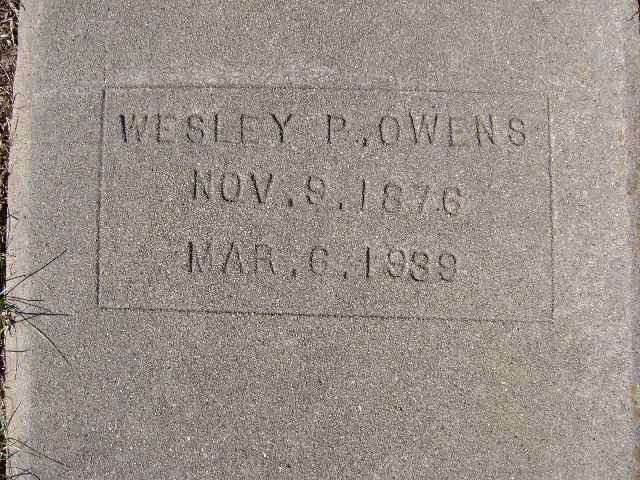 WESLEY P. OWENS
NOV. 9. 1876
MAR. 6. 1939